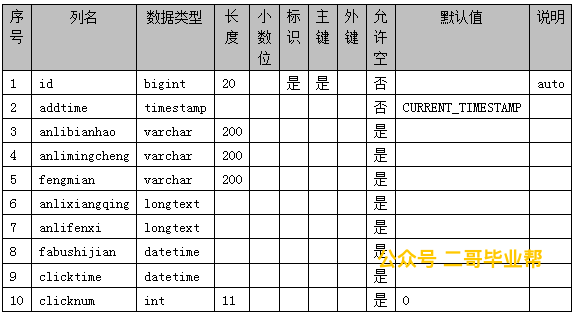 序号 列名 数据类型 长度 小数位 标识 主键 外键 允许空 默认值 说明
1 id bigint 20 是 是 否 auto
2 addtime timestamp 否 CURRENT_TIMESTAMP
3 anlibianhao varchar 200 是
4 anlimingcheng varchar 200 是
5 fengmian varchar 200 是
6 anlixiangqing longtext 是
7 anlifenxi longtext 是
8 fabushijian datetime 是
公众号 二哥毕业帮
9 clicktime datetime 是
10 clicknum int 11 是 0